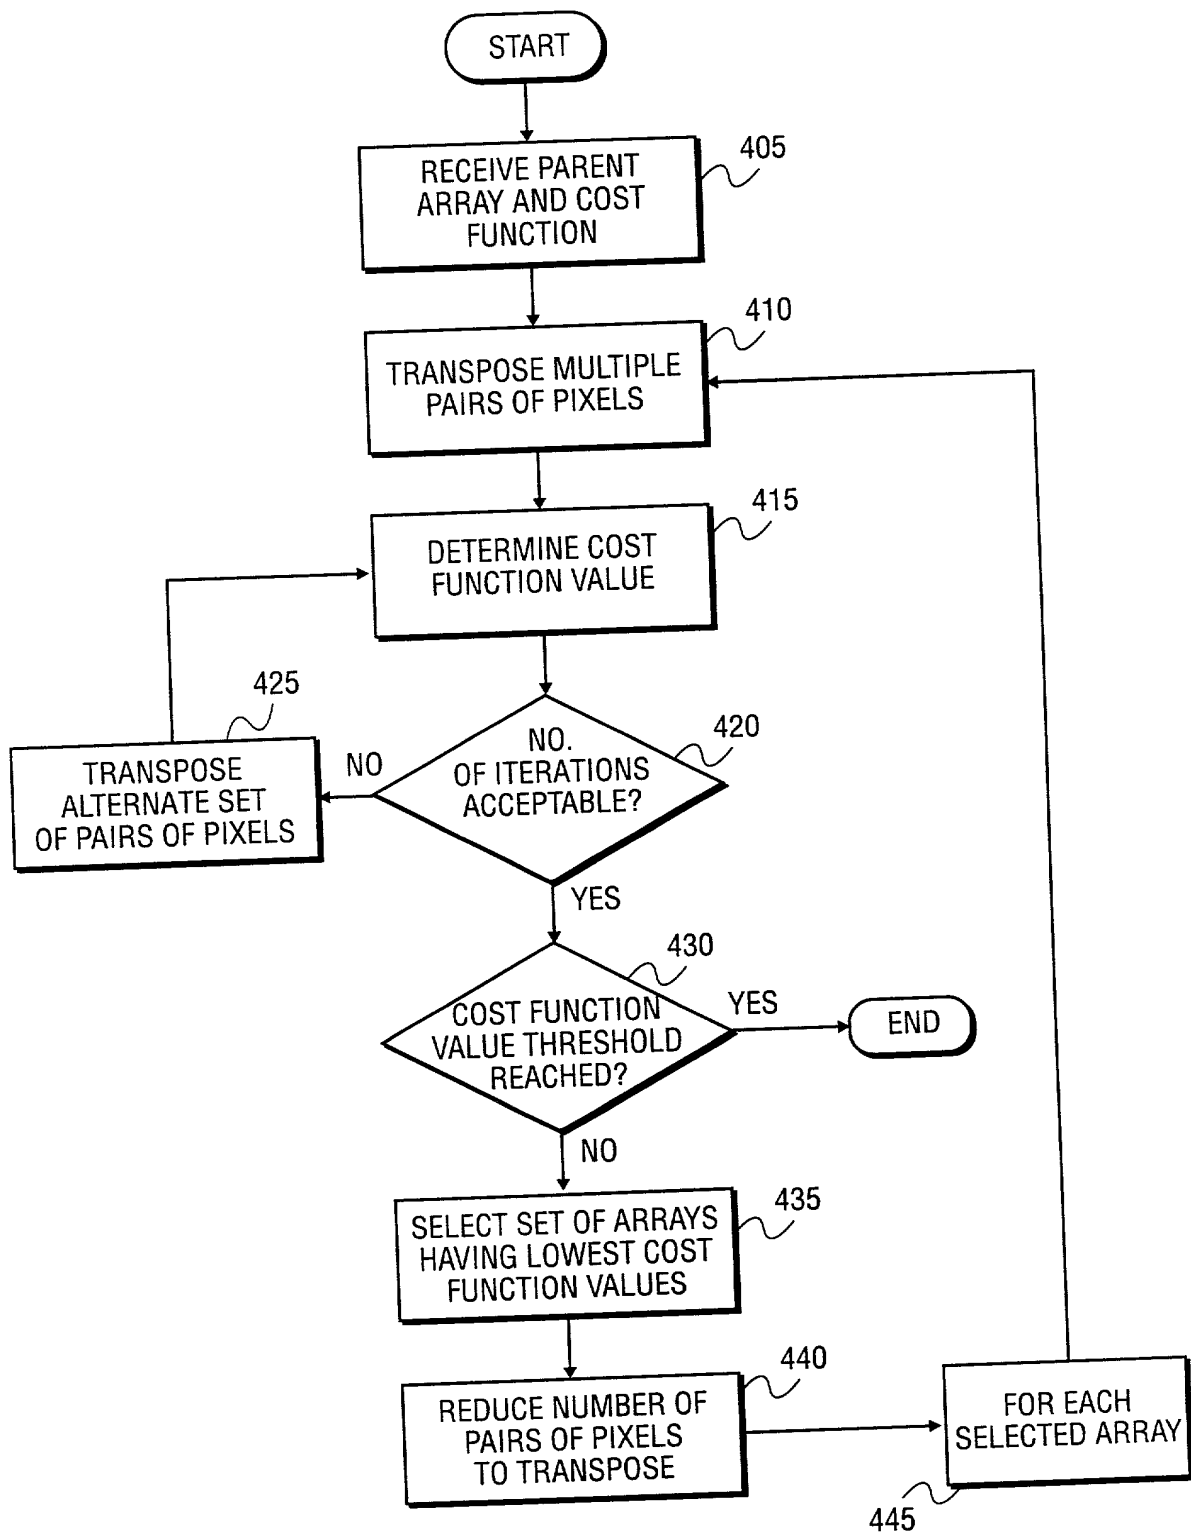 START
405
RECEIVE PARENT
ARRAY AND COST
FUNCTION
410
TRANSPOSE MULTIPLE
PAIRS OF PIXELS
415
DETERMINE COST
FUNCTION VALUE
425
TRANSPOSE
ALTERNATE SET
OF PAIRS OF PIXELS
NO
420
NO.
OF ITERATIONS
ACCEPTABLE?
YES
430
COST FUNCTION
VALUE THRESHOLD
REACHED?
YES
END
NO
435
SELECT SET OF ARRAYS
HAVING LOWEST COST
FUNCTION VALUES
440
REDUCE NUMBER OF
PAIRS OF PIXELS
TO TRANSPOSE
FOR EACH
SELECTED ARRAY
445